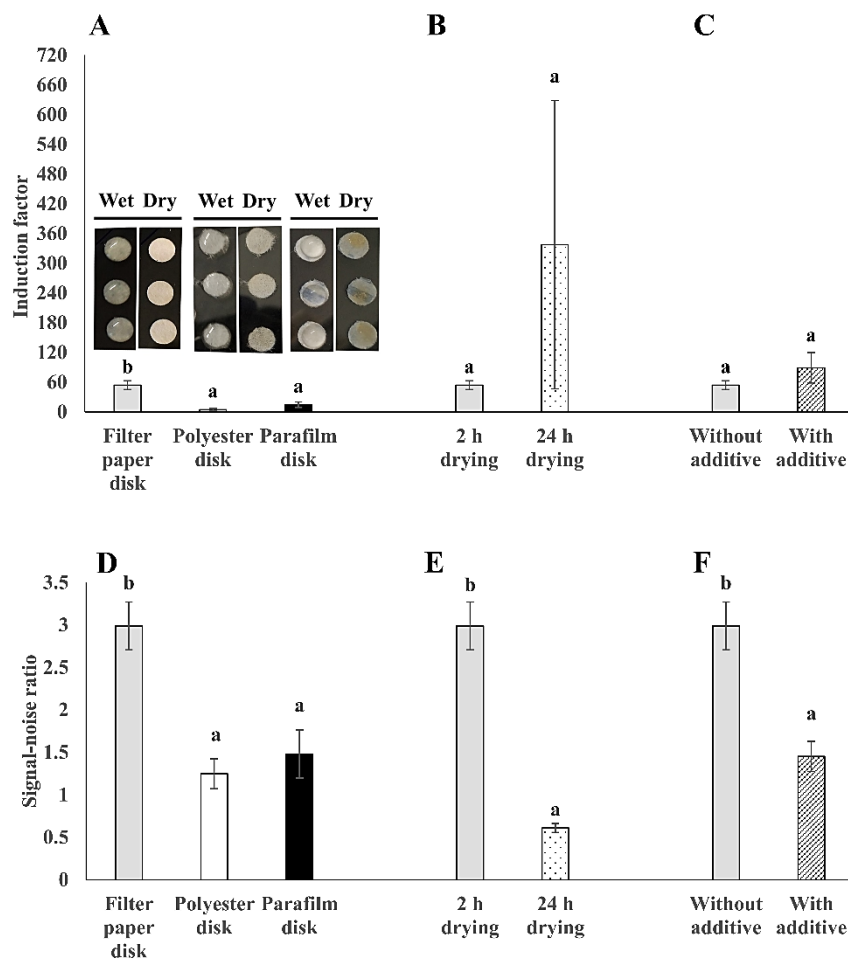 A
B
C
720
660
600
540
480
420
360
300
240
180
120
60
0
Induction factor
Wet Dry
Wet Dry
Wet Dry
b
a
a
a
a
a
a
Filter
paper
disk
Polyester
disk
Parafilm
disk
2 h
drying
24 h
drying
Without
additive
With
additive
D
E
F
3.5
3
2.5
2
1.5
1
0.5
0
Signal-noise ratio
b
a
a
b
a
b
a
Filter
paper
disk
Polyester
disk
Parafilm
disk
2 h
drying
24 h
drying
Without
additive
With
additive